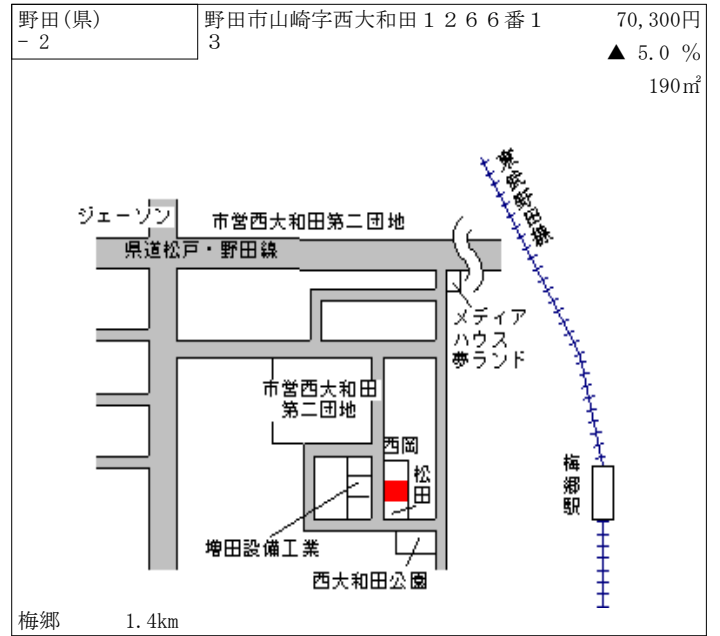 野田(県)
- 2
野田市山崎字西大和田１２６６番１
３
70,300円
▲ 5.0 %
190㎡
東武野田線
ジェーソン
市営西大和田第二団地
県道松戸・野田線
メディア
ハウス
夢ランド
市営西大和田
第二団地
西岡
松田
梅郷駅
増田設備工業
西大和田公園
梅郷 1.4km